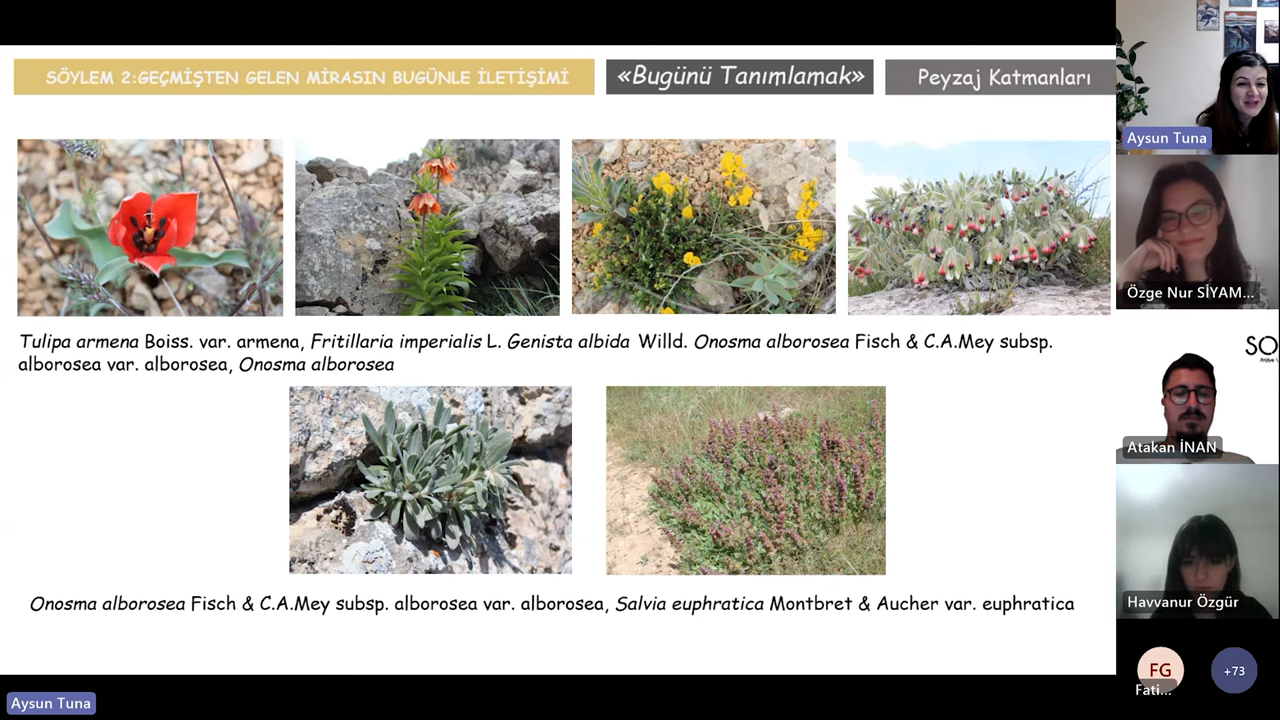 SÖYLEM 2:GEÇMİŞTEN GELEN MİRASIN BUGÜNLE İLETİŞİMİ
«Bugünü Tanımlamak»
Peyzaj Katmanları
Tulipa armena Boiss. var. armena, Fritillaria imperialis L. Genista albida Willd. Onosma alborosea Fisch & C.A.Mey subsp.
alborosea var. alborosea, Onosma alborosea
Onosma alborosea Fisch & C.A.Mey subsp. alborosea var. alborosea, Salvia euphratica Montbret & Aucher var. euphratica
Aysun Tuna
Aysun Tuna
Özge Nur SİYAM...
SO
Atakan İNAN
Havvanur Özgür
FG
Fati...
+73